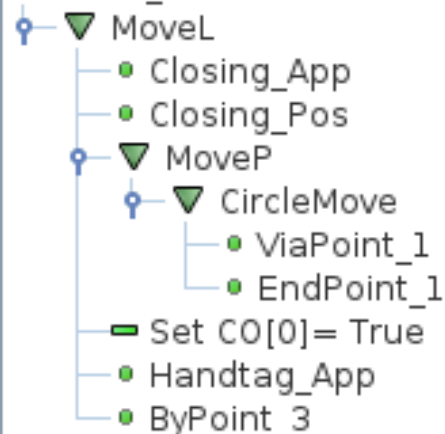 MoveL
Closing_App
Closing_Pos
MoveP
CircleMove
ViaPoint_1
EndPoint_1
Set CO[0]= True
Handtag_App
ByPoint_3